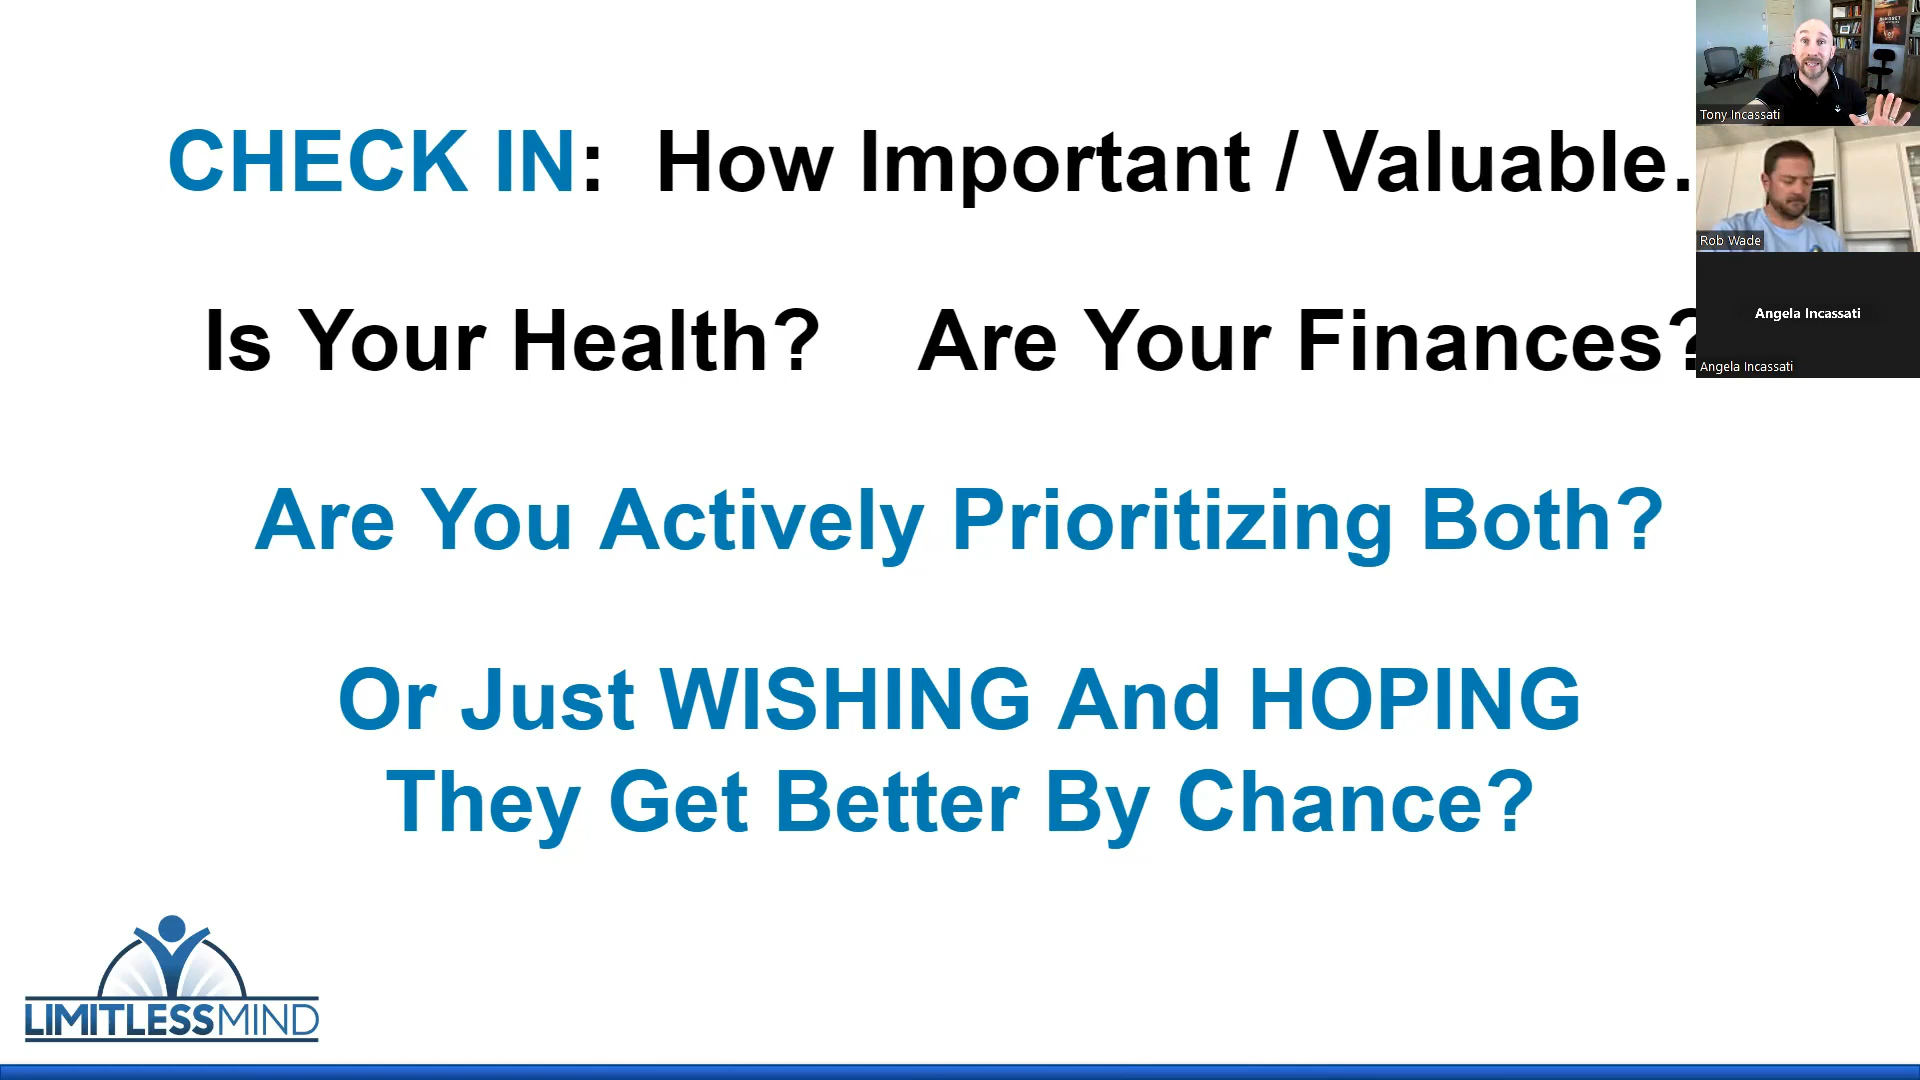 CHECK IN: How Important / Valuable.
Is Your Health? Are Your Finances?
Are You Actively Prioritizing Both?
Or Just WISHING And HOPING
They Get Better By Chance?
LIMITLESSMIND
Tony Incassati
Rob Wade
Angela Incassati
Angela Incassati